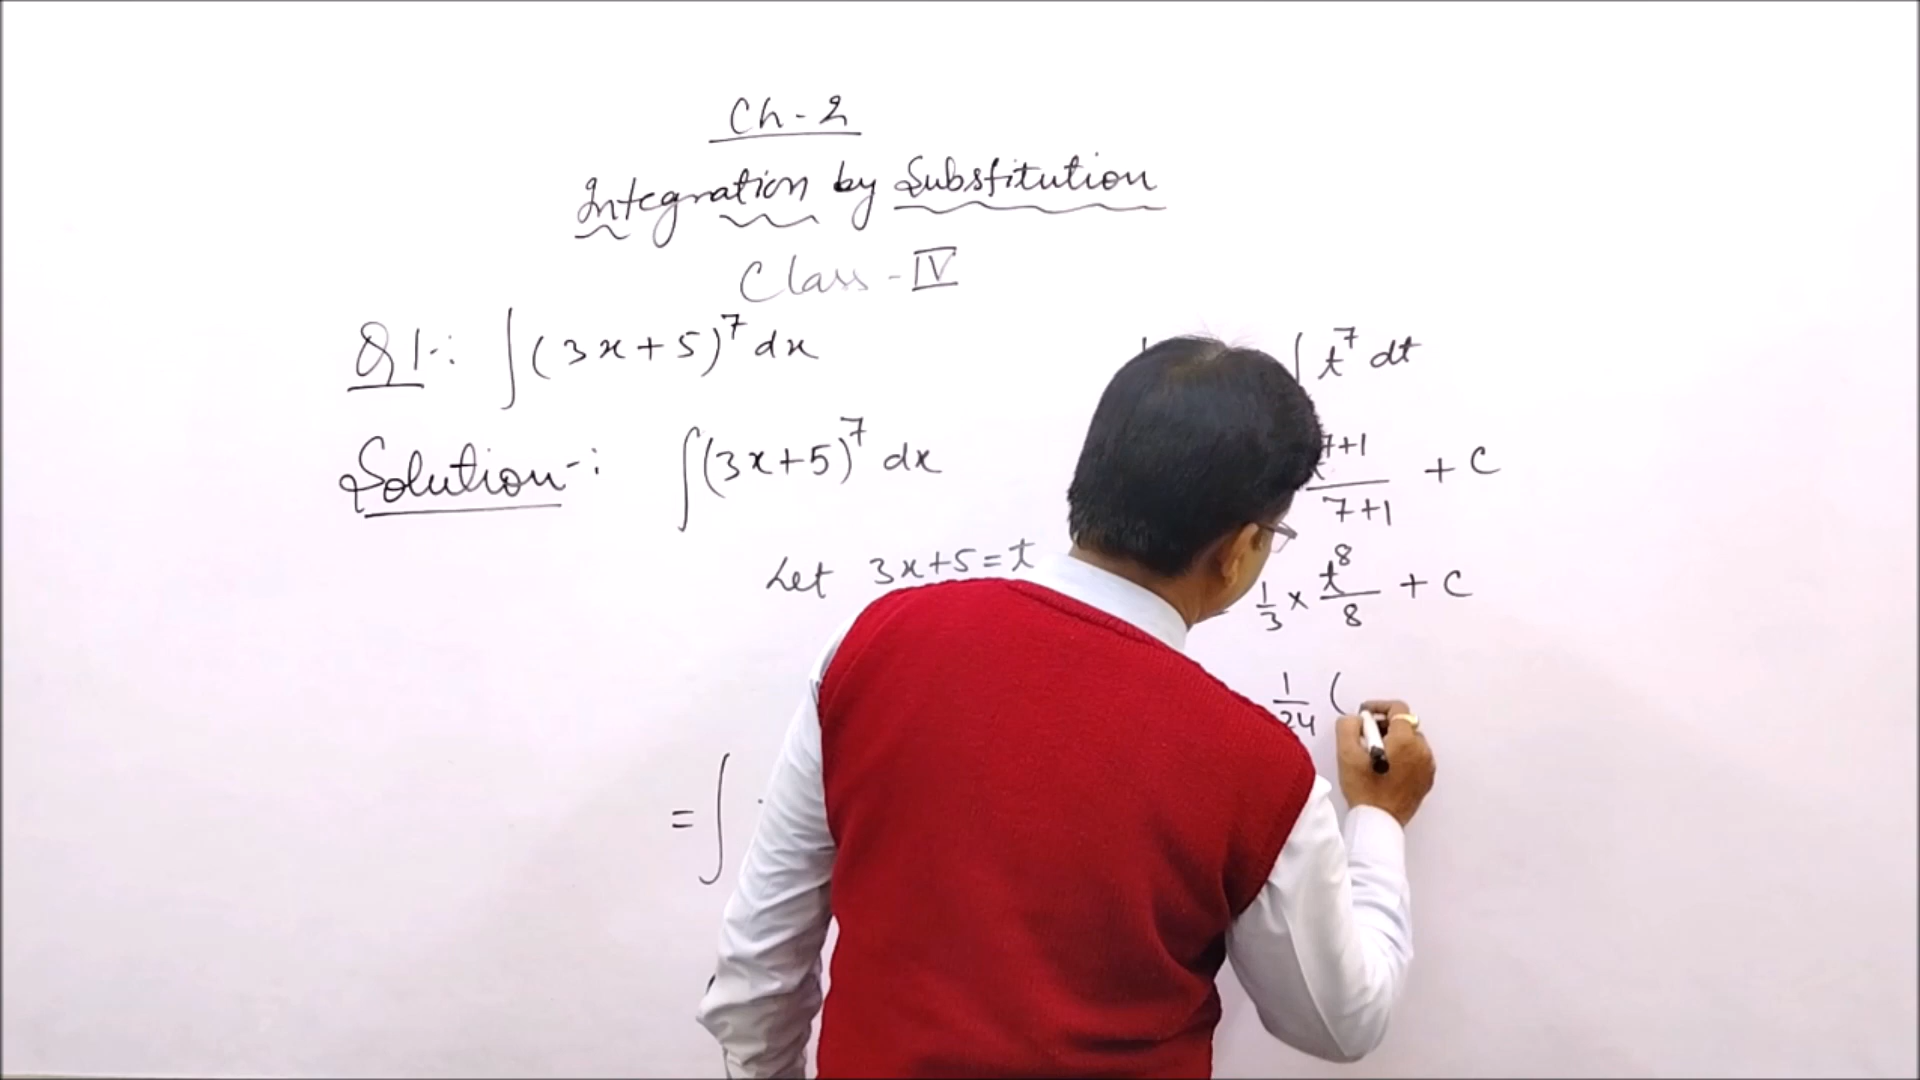 Ch-2
Integration by Substitution
Class-IV
Q1-: ∫(3x+5)^7 dx
Solution-: ∫(3x+5)^7 dx
Let 3x+5=t
=∫
∫ t^7 dt
t^(7+1)/(7+1) + C
1/3 × t^8/8 + C
1/24 (